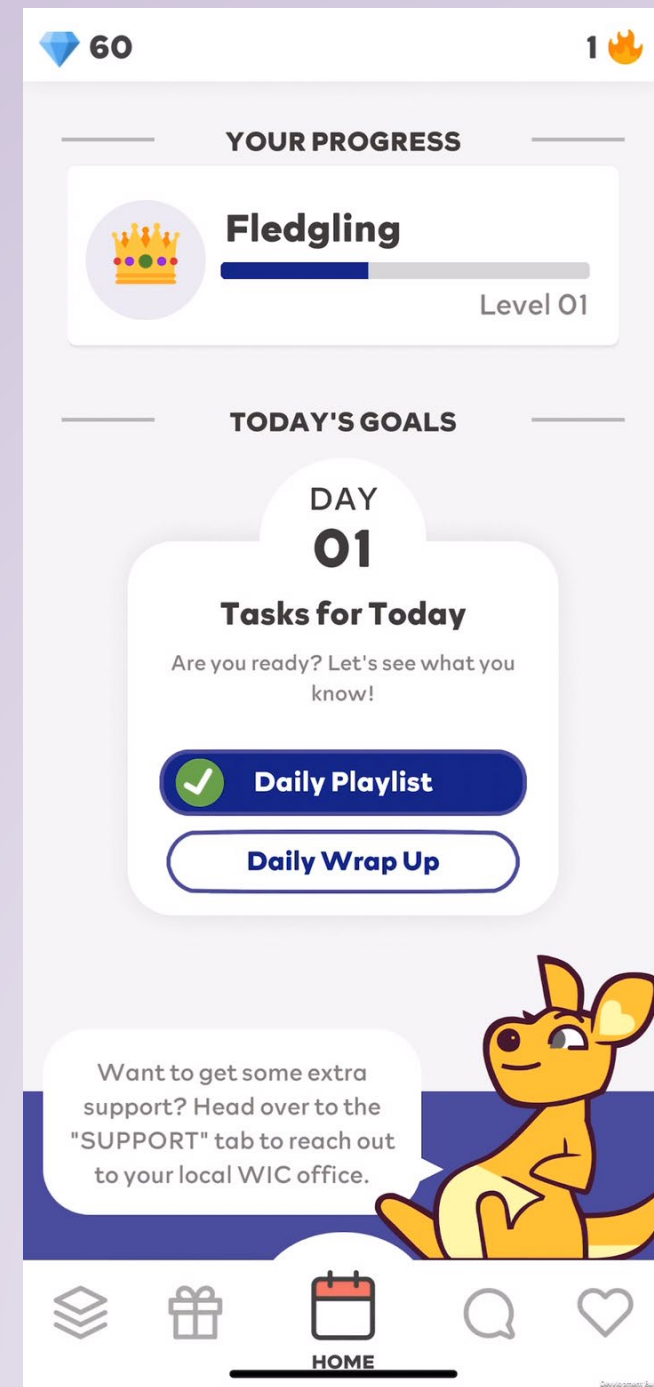 60
1
YOUR PROGRESS
Fledgling
Level 01
TODAY'S GOALS
DAY
01
Tasks for Today
Are you ready? Let's see what you
know!
Daily Playlist
Daily Wrap Up
Want to get some extra
support? Head over to the
"SUPPORT" tab to reach out
to your local WIC office.
HOME
Development Bu